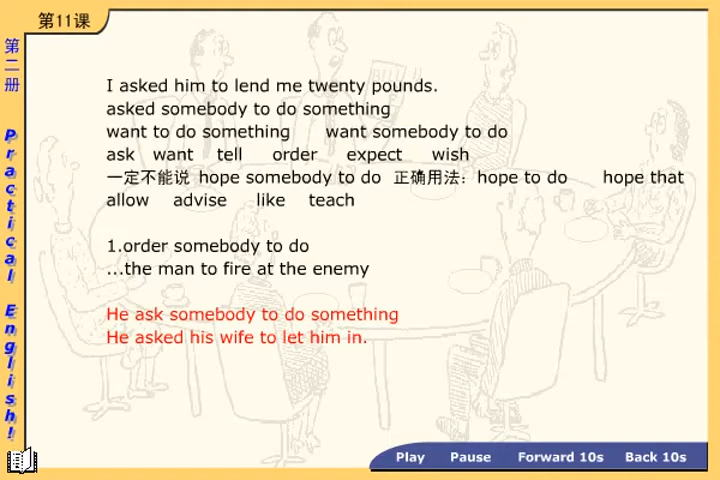 第11课
第二册
Practical English!
I asked him to lend me twenty pounds.
asked somebody to do something
want to do something want somebody to do
ask want tell order expect wish
一定不能说 hope somebody to do 正确用法：hope to do hope that
allow advise like teach
1.order somebody to do
...the man to fire at the enemy
He ask somebody to do something
He asked his wife to let him in.
Play Pause Forward 10s Back 10s